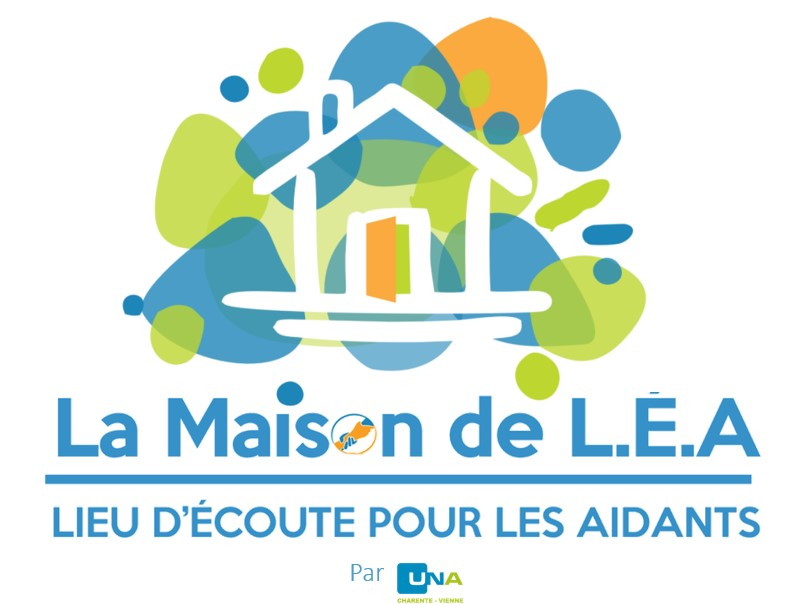 La Maison de L.É.A
LIEU D'ÉCOUTE POUR LES AIDANTS
Par UNA
CHARENTE - VIENNE